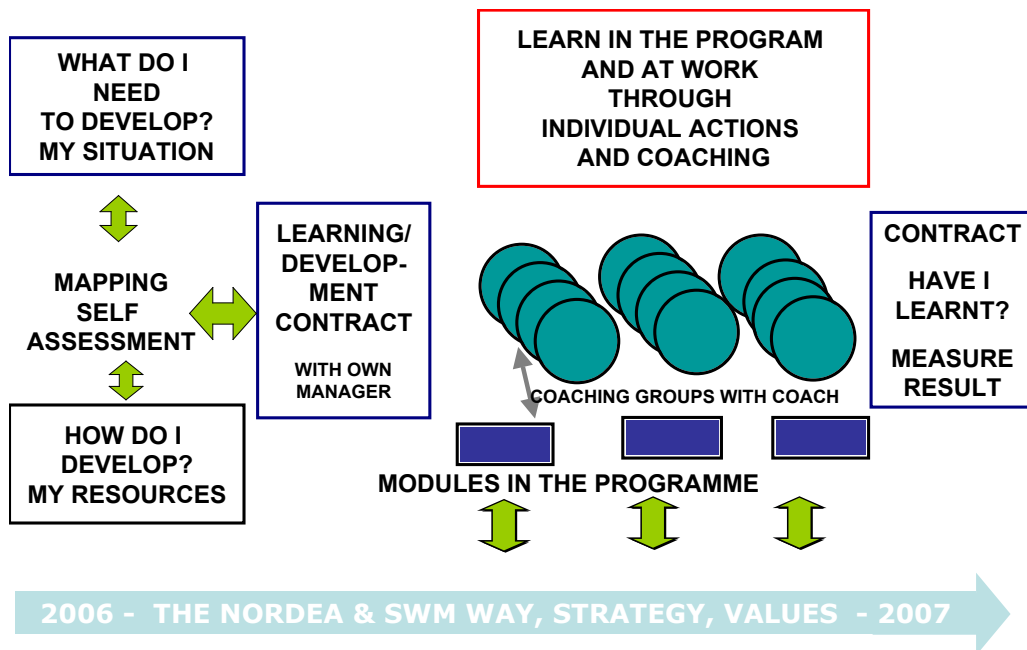 WHAT DO I
NEED
TO DEVELOP?
MY SITUATION
MAPPING
SELF
ASSESSMENT
HOW DO I
DEVELOP?
MY RESOURCES
LEARNING/
DEVELOP-
MENT
CONTRACT
WITH OWN
MANAGER
LEARN IN THE PROGRAM
AND AT WORK
THROUGH
INDIVIDUAL ACTIONS
AND COACHING
COACHING GROUPS WITH COACH
MODULES IN THE PROGRAMME
CONTRACT
HAVE I
LEARNT?
MEASURE
RESULT
2006 - THE NORDEA & SWM WAY, STRATEGY, VALUES - 2007